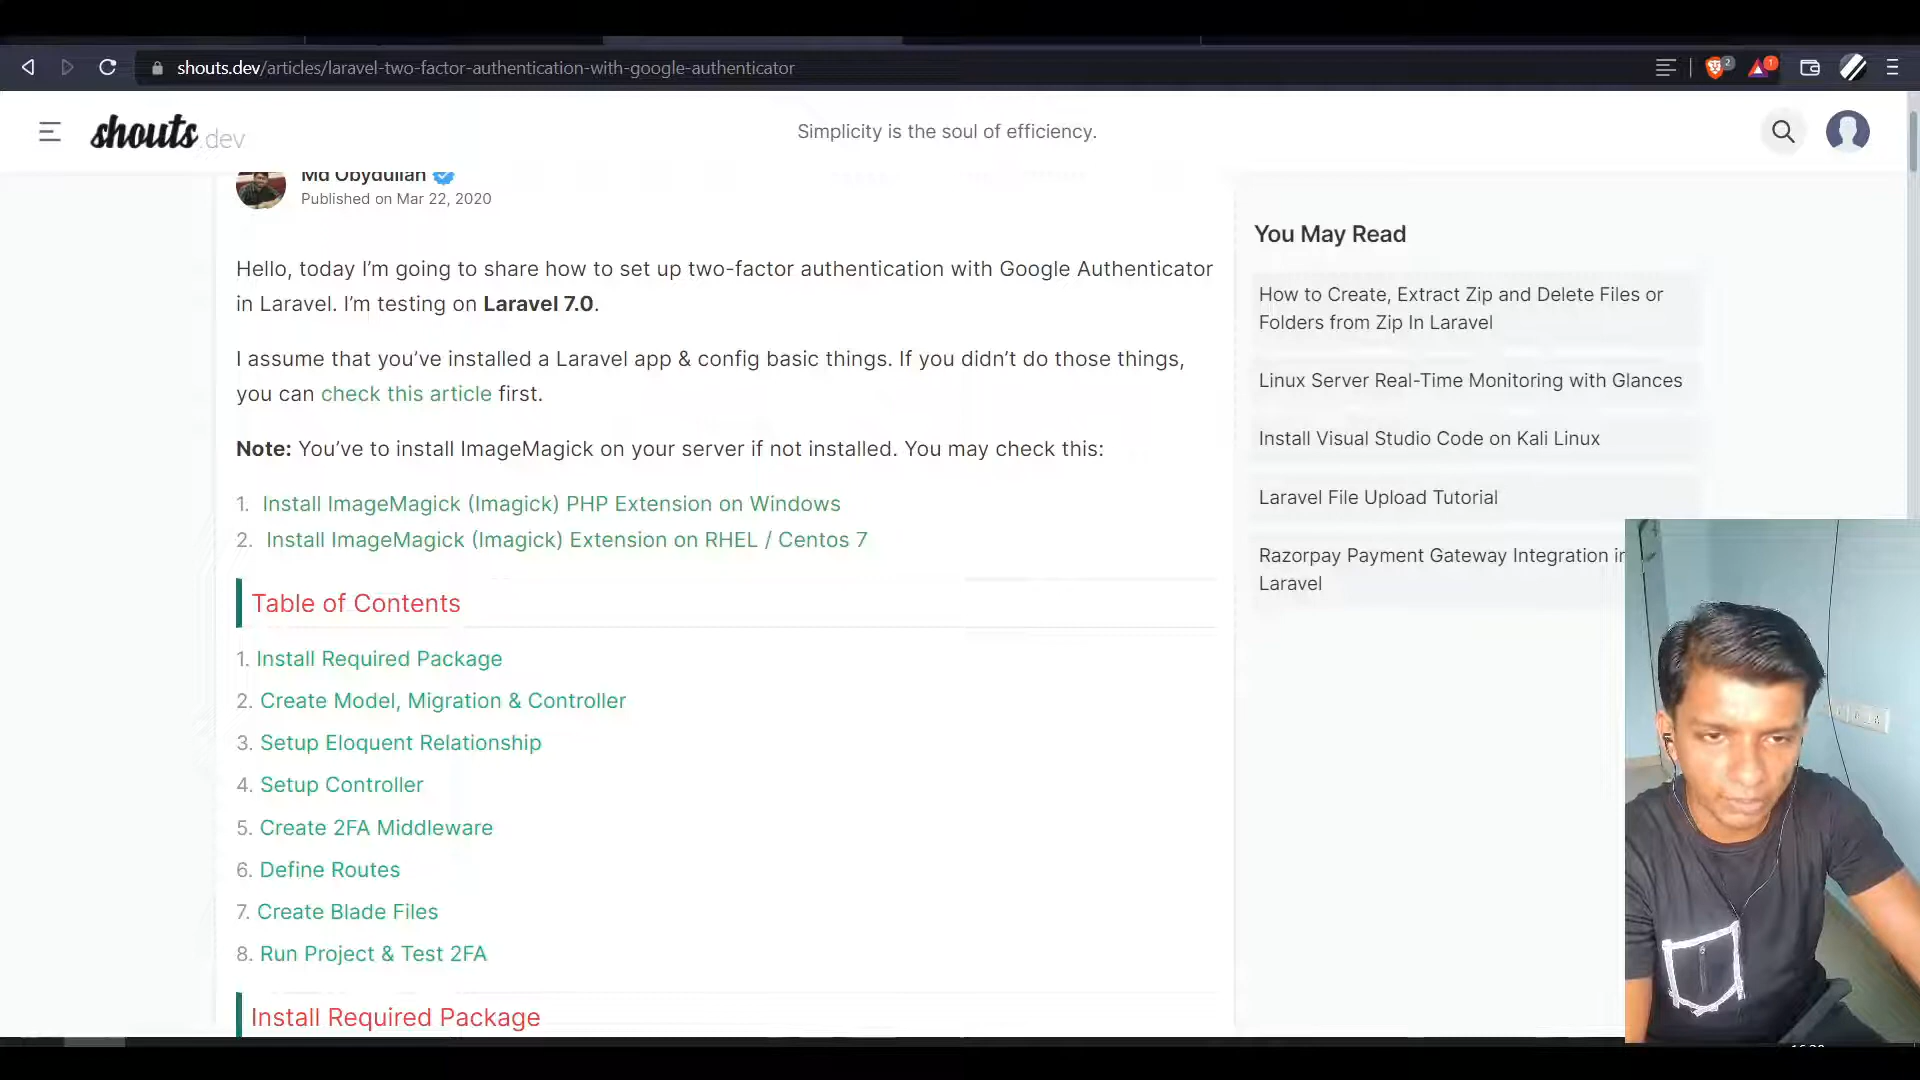 shouts.dev/articles/laravel-two-factor-authentication-with-google-authenticator
2
1
shouts.dev
Simplicity is the soul of efficiency.
Md Obydullah
Published on Mar 22, 2020
Hello, today I’m going to share how to set up two-factor authentication with Google Authenticator
in Laravel. I’m testing on Laravel 7.0.
I assume that you’ve installed a Laravel app & config basic things. If you didn’t do those things,
you can check this article first.
Note: You’ve to install ImageMagick on your server if not installed. You may check this:
1. Install ImageMagick (Imagick) PHP Extension on Windows
2. Install ImageMagick (Imagick) Extension on RHEL / Centos 7
Table of Contents
1. Install Required Package
2. Create Model, Migration & Controller
3. Setup Eloquent Relationship
4. Setup Controller
5. Create 2FA Middleware
6. Define Routes
7. Create Blade Files
8. Run Project & Test 2FA
Install Required Package
You May Read
How to Create, Extract Zip and Delete Files or
Folders from Zip In Laravel
Linux Server Real-Time Monitoring with Glances
Install Visual Studio Code on Kali Linux
Laravel File Upload Tutorial
Razorpay Payment Gateway Integration in
Laravel